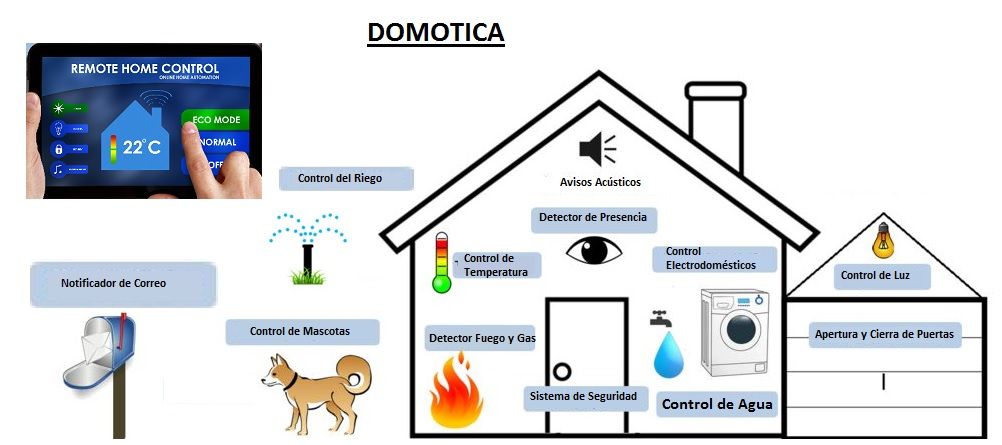 DOMOTICA
REMOTE HOME CONTROL
ONLINE HOME AUTOMATION
ECO MODE
22°C
NORMAL
OFF
Control del Riego
Avisos Acústicos
Detector de Presencia
Control de
Temperatura
Control
Electrodomésticos
Control de Luz
Notificador de Correo
Control de Mascotas
Detector Fuego y Gas
Apertura y Cierra de Puertas
Sistema de Seguridad
Control de Agua